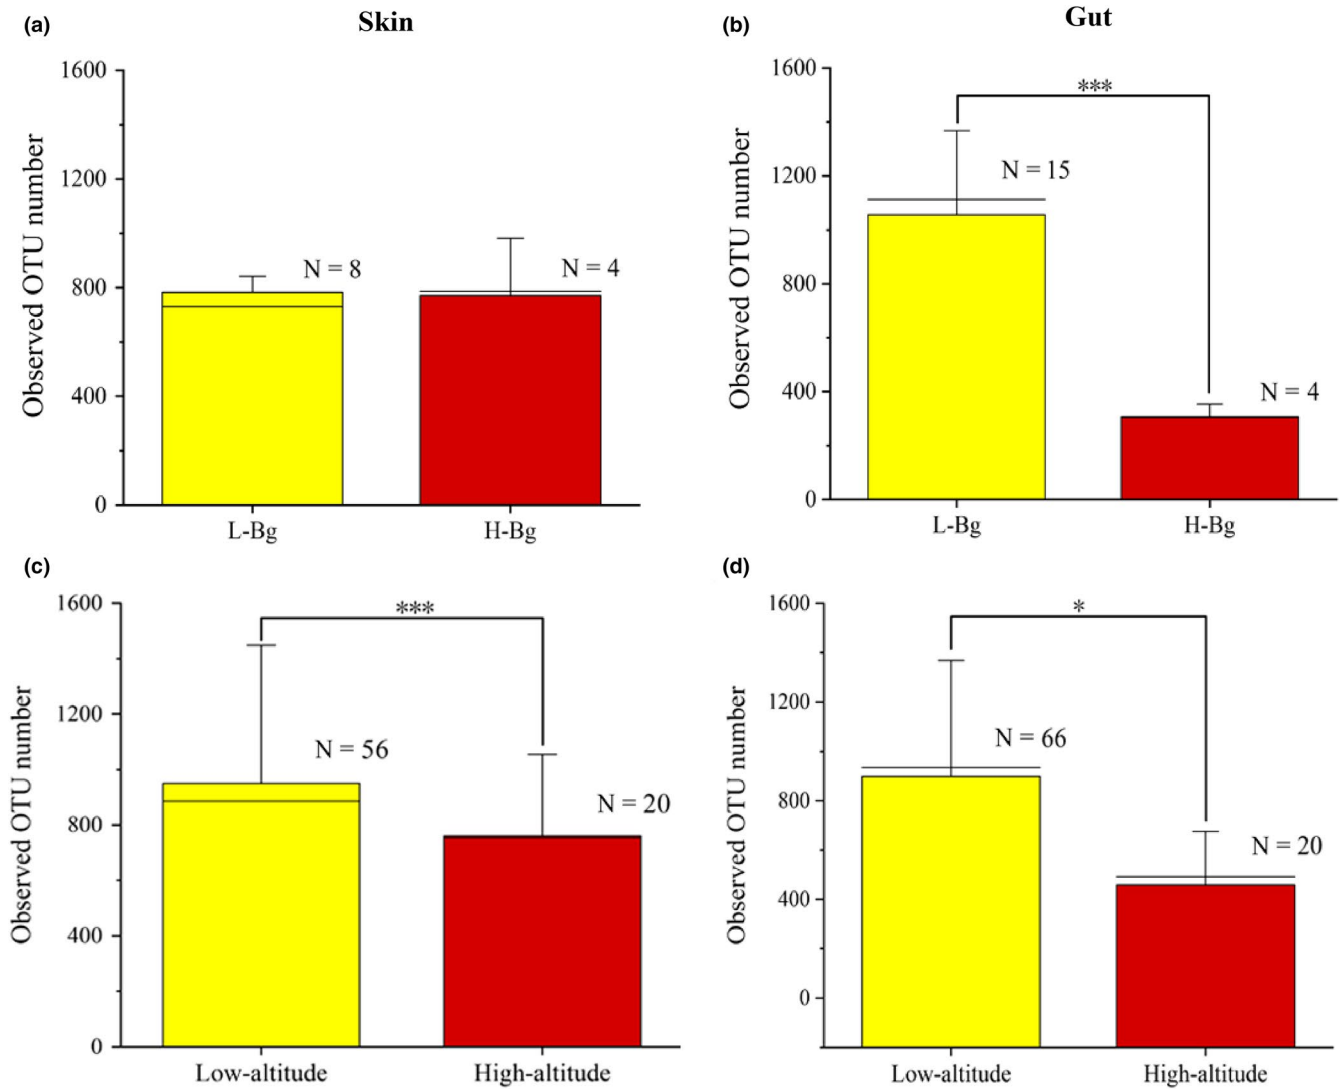 (a)
Skin
1600
1200
800
400
0
Observed OTU number
N = 8
N = 4
L-Bg
H-Bg
(b)
Gut
1600
1200
800
400
0
Observed OTU number
***
N = 15
N = 4
L-Bg
H-Bg
(c)
1600
1200
800
400
0
Observed OTU number
***
N = 56
N = 20
Low-altitude
High-altitude
(d)
1600
1200
800
400
0
Observed OTU number
*
N = 66
N = 20
Low-altitude
High-altitude